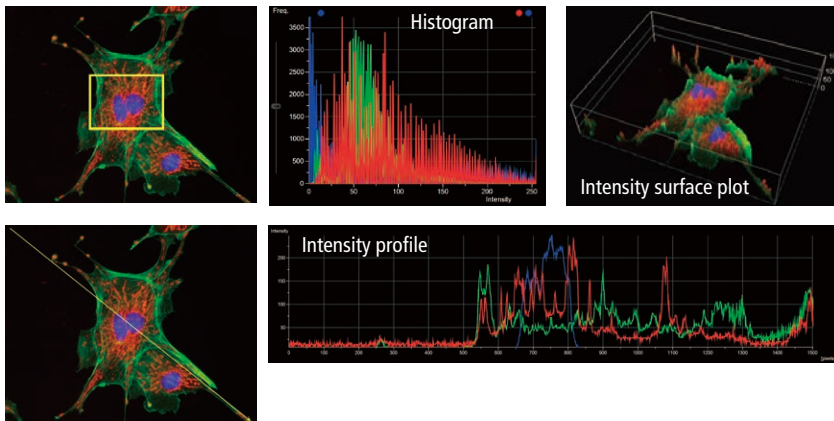 Freq.
Histogram
3500
3000
2500
2000
1500
1000
500
0
0 50 100 150 200 250
Intensity
Intensity surface plot
Intensity
Intensity profile
200
150
100
50
0 100 200 300 400 500 600 700 800 900 1000 1100 1200 1300 1400 1500
[pixels]